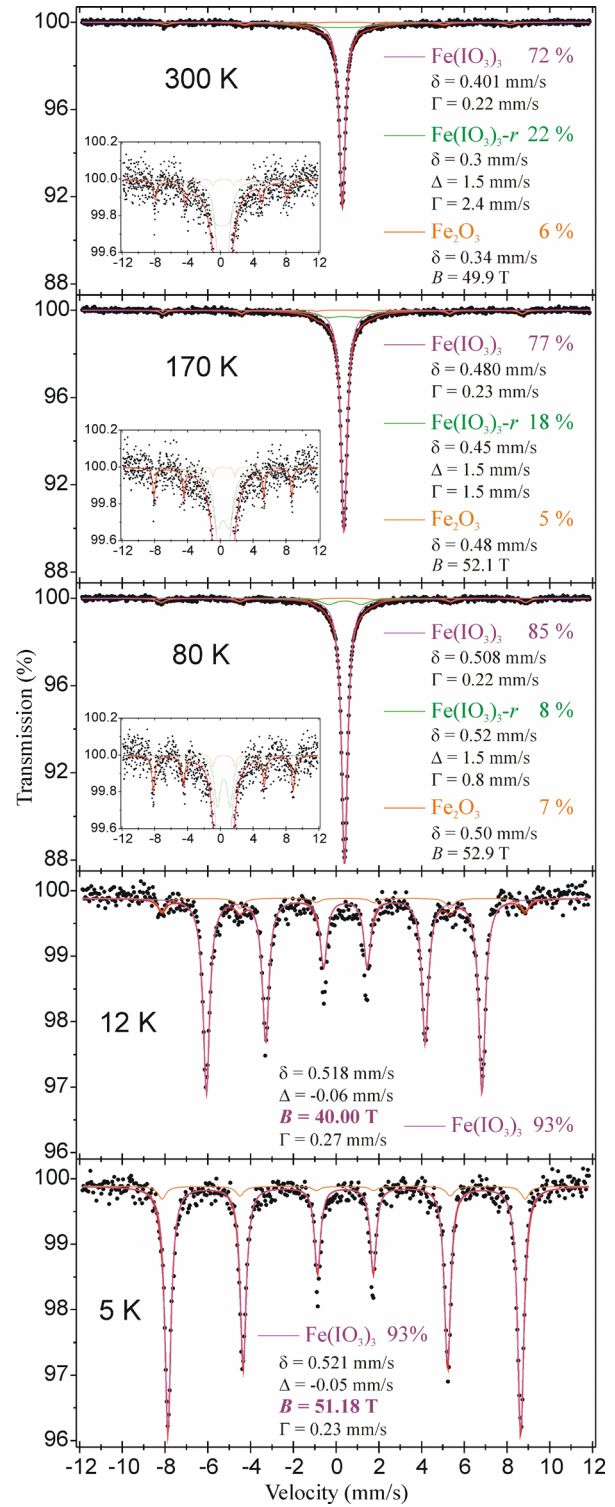 100
96
92
88
300 K
Fe(IO₃)₃ 72 %
δ = 0.401 mm/s
Γ = 0.22 mm/s
Fe(IO₃)₃-r 22 %
δ = 0.3 mm/s
Δ = 1.5 mm/s
Γ = 2.4 mm/s
Fe₂O₃ 6 %
δ = 0.34 mm/s
B = 49.9 T
100.2
100.0
99.8
99.6
-12 -8 -4 0 4 8 12
100
96
92
88
170 K
Fe(IO₃)₃ 77 %
δ = 0.480 mm/s
Γ = 0.23 mm/s
Fe(IO₃)₃-r 18 %
δ = 0.45 mm/s
Δ = 1.5 mm/s
Γ = 1.5 mm/s
Fe₂O₃ 5 %
δ = 0.48 mm/s
B = 52.1 T
100.2
100.0
99.8
99.6
-12 -8 -4 0 4 8 12
Transmission (%)
100
96
92
88
80 K
Fe(IO₃)₃ 85 %
δ = 0.508 mm/s
Γ = 0.22 mm/s
Fe(IO₃)₃-r 8 %
δ = 0.52 mm/s
Δ = 1.5 mm/s
Γ = 0.8 mm/s
Fe₂O₃ 7 %
δ = 0.50 mm/s
B = 52.9 T
100.2
100.0
99.8
99.6
-12 -8 -4 0 4 8 12
100
99
98
97
96
12 K
δ = 0.518 mm/s
Δ = -0.06 mm/s
B = 40.00 T
Γ = 0.27 mm/s
Fe(IO₃)₃ 93%
100
99
98
97
96
5 K
Fe(IO₃)₃ 93%
δ = 0.521 mm/s
Δ = -0.05 mm/s
B = 51.18 T
Γ = 0.23 mm/s
-12 -10 -8 -6 -4 -2 0 2 4 6 8 10 12
Velocity (mm/s)